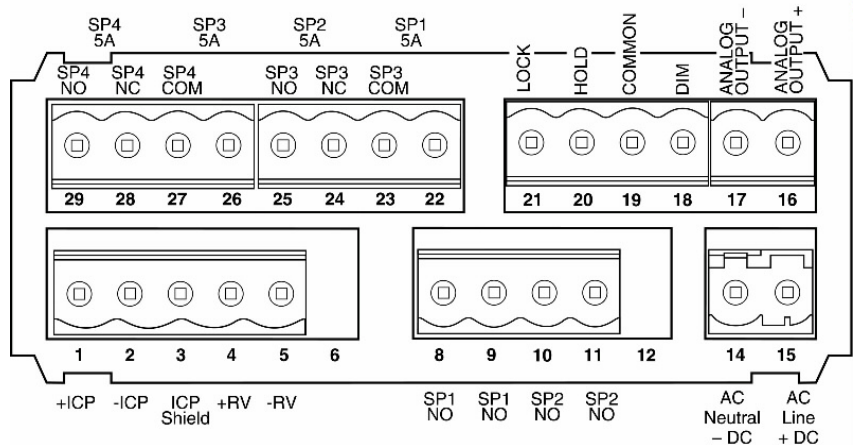 SP4 5A SP3 5A SP2 5A SP1 5A
SP4 NO SP4 NC SP4 COM SP3 NO SP3 NC SP3 COM
LOCK HOLD COMMON DIM ANALOG OUTPUT - ANALOG OUTPUT +
29 28 27 26 25 24 23 22 21 20 19 18 17 16
1 2 3 4 5 6 8 9 10 11 12 14 15
+ICP -ICP ICP Shield +RV -RV SP1 NO SP1 NO SP2 NO SP2 NO AC Neutral – DC AC Line + DC